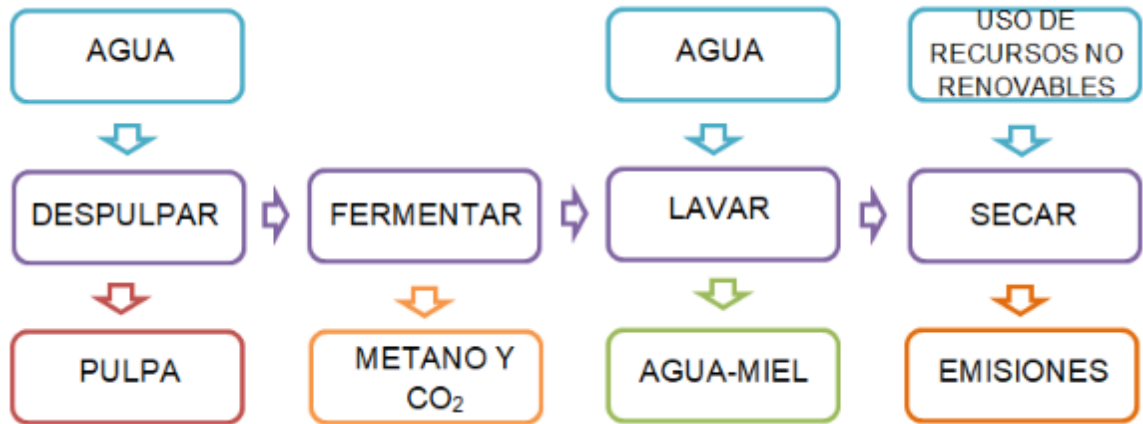 AGUA
AGUA
USO DE
RECURSOS NO
RENOVABLES
DESPULPAR
FERMENTAR
LAVAR
SECAR
PULPA
METANO Y
CO₂
AGUA-MIEL
EMISIONES